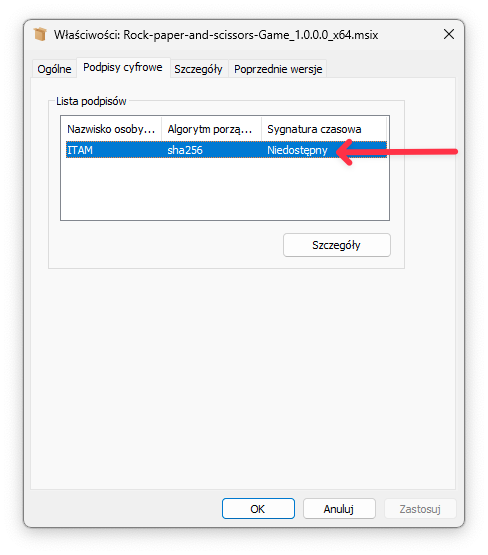 Właściwości: Rock-paper-and-scissors-Game_1.0.0.0_x64.msix
Ogólne Podpisy cyfrowe Szczegóły Poprzednie wersje
Lista podpisów
Nazwisko osoby... Algorytm porzą... Sygnatura czasowa
ITAM sha256 Niedostępny
Szczegóły
OK Anuluj Zastosuj